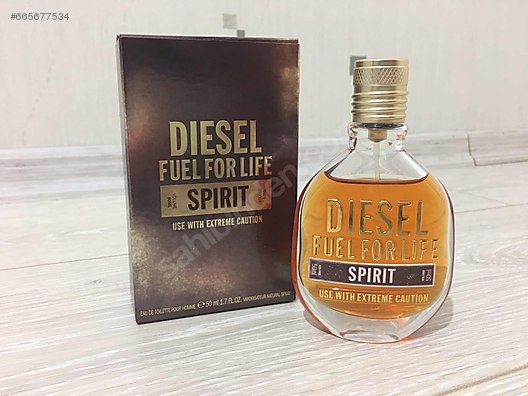 #665677534
DIESEL
FUEL FOR LIFE
SPIRIT
USE WITH EXTREME CAUTION
EAU DE TOILETTE POUR HOMME e 50 ml 1.7 FL.OZ. VAPORISATEUR NATURAL SPRAY
DIESEL
FUEL FOR LIFE
SPIRIT
50ml
USE WITH EXTREME CAUTION